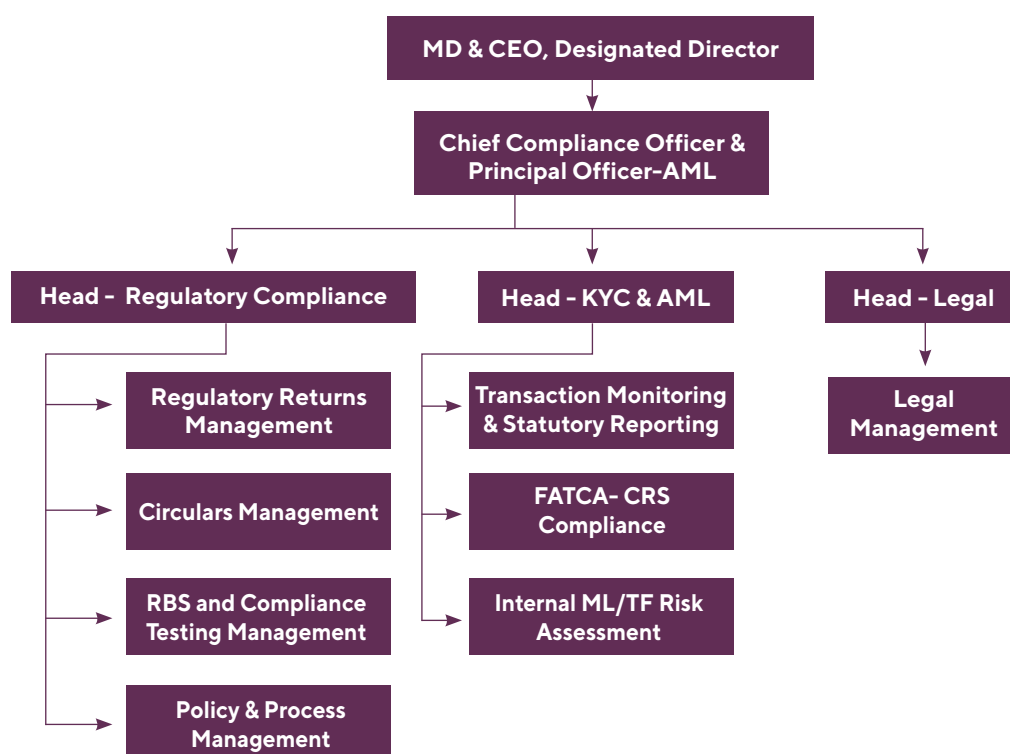 MD & CEO, Designated Director
Chief Compliance Officer &
Principal Officer-AML
Head - Regulatory Compliance
Head - KYC & AML
Head - Legal
Regulatory Returns
Management
Circulars Management
RBS and Compliance
Testing Management
Policy & Process
Management
Transaction Monitoring
& Statutory Reporting
FATCA- CRS
Compliance
Internal ML/TF Risk
Assessment
Legal
Management